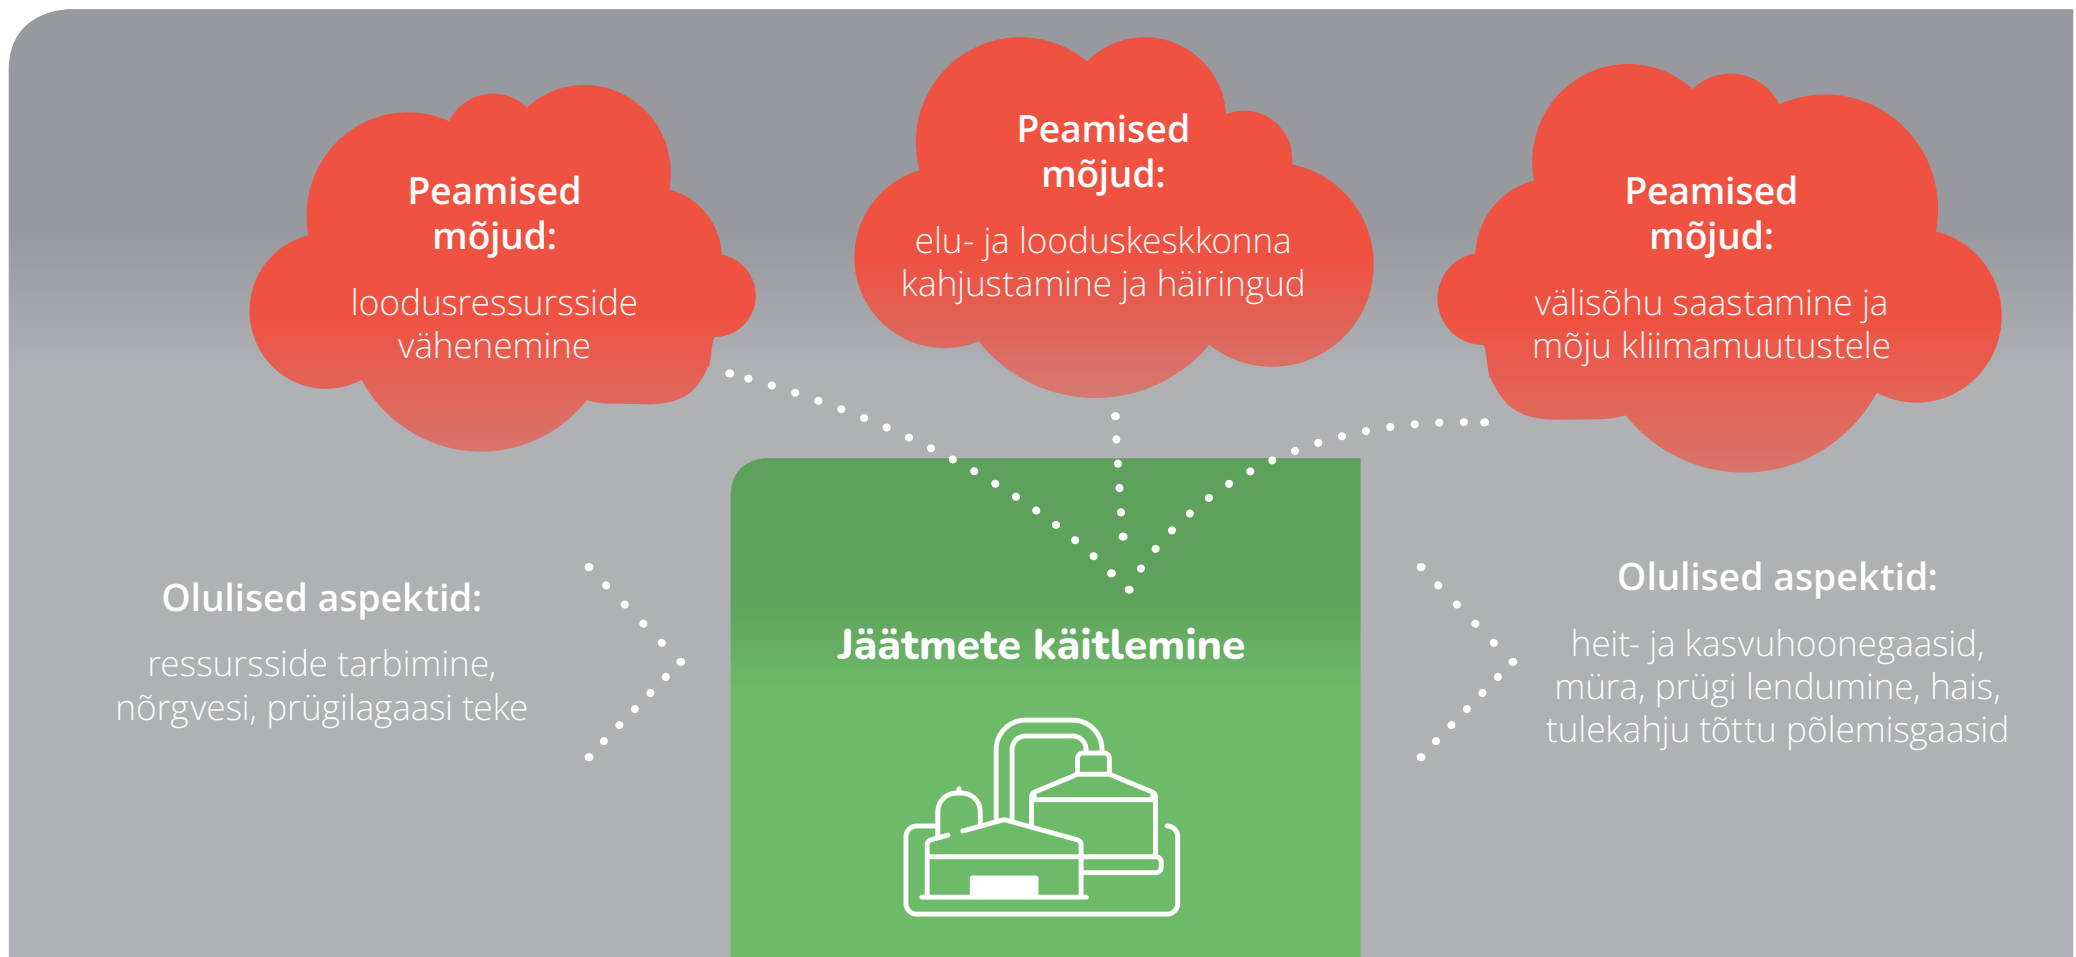 Peamised
mõjud:
loodusressursside
vähenemine
Peamised
mõjud:
elu- ja looduskeskkonna
kahjustamine ja häiringud
Peamised
mõjud:
välisõhu saastamine ja
mõju kliimamuutustele
Olulised aspektid:
ressursside tarbimine,
nõrgvesi, prügilagaasi teke
Jäätmete käitlemine
Olulised aspektid:
heit- ja kasvuhoonegaasid,
müra, prügi lendumine, hais,
tulekahju tõttu põlemisgaasid